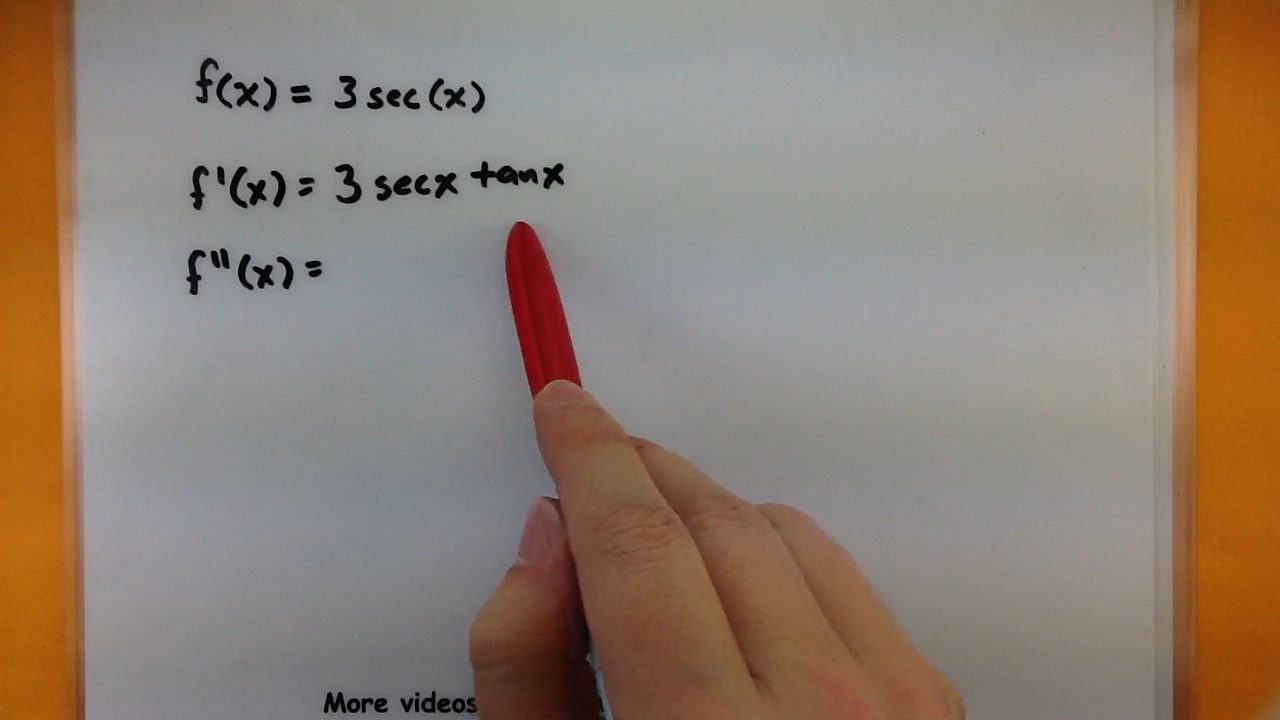 f(x) = 3 sec(x)
f'(x) = 3 secx tanx
f''(x) =
More videos